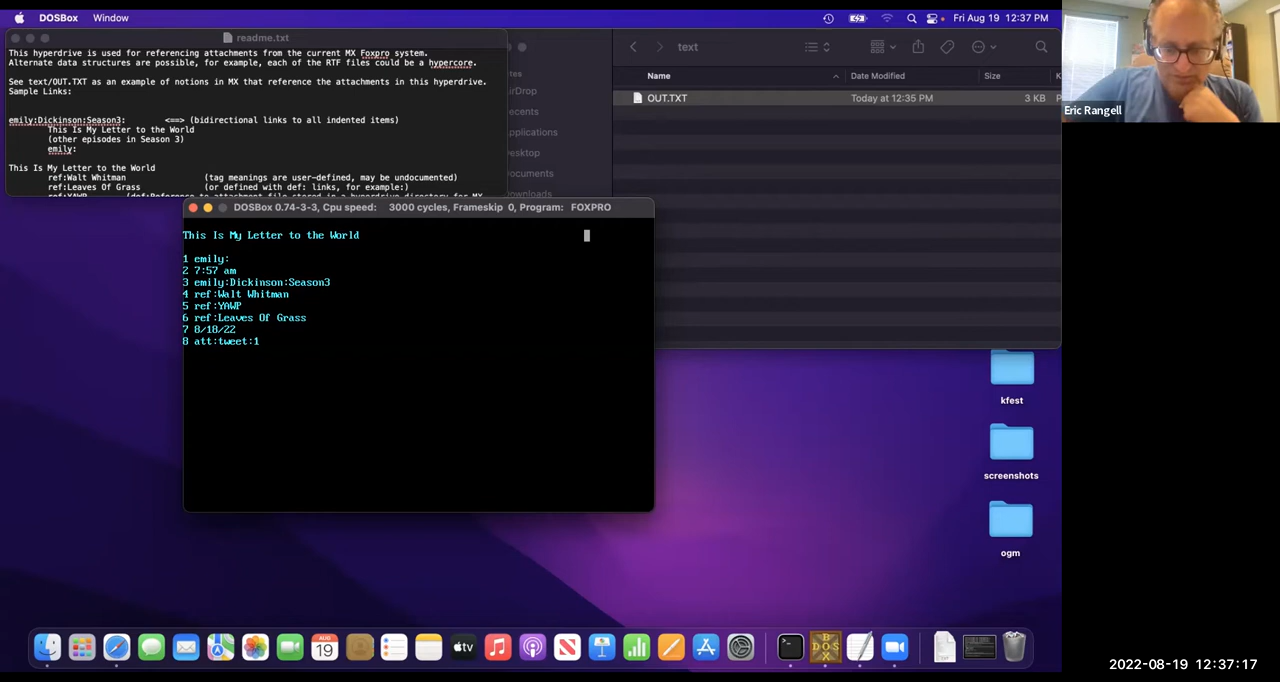 DOSBox Window Fri Aug 19 12:37 PM
readme.txt
This hyperdrive is used for referencing attachments from the current MX Foxpro system.
Alternate data structures are possible, for example, each of the RTF files could be a hypercore.
See text/OUT.TXT as an example of notions in MX that reference the attachments in this hyperdrive.
Sample Links:
emily:Dickinson:Season3: <==> (bidirectional links to all indented items)
This Is My Letter to the World
(other episodes in Season 3)
emily:
This Is My Letter to the World
ref:Walt Whitman (tag meanings are user-defined, may be undocumented)
ref:Leaves Of Grass (or defined with def: links, for example:)
text
Name Date Modified Size
OUT.TXT Today at 12:35 PM 3 KB
Eric Rangell
DOSBox 0.74-3-3, Cpu speed: 3000 cycles, Frameskip 0, Program: FOXPRO
This Is My Letter to the World
1 emily:
2 7:57 am
3 emily:Dickinson:Season3
4 ref:Walt Whitman
5 ref:YAWP
6 ref:Leaves Of Grass
7 8/18/22
8 att:tweet:1
kfest
screenshots
ogm
AUG
19
tv
2022-08-19 12:37:17